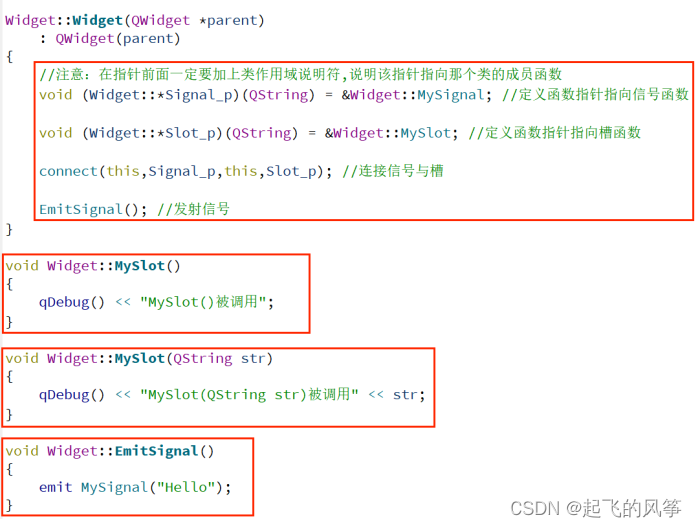 Widget::Widget(QWidget *parent)
    : QWidget(parent)
{
    //注意：在指针前面一定要加上类作用域说明符,说明该指针指向那个类的成员函数
    void (Widget::*Signal_p)(QString) = &Widget::MySignal; //定义函数指针指向信号函数
    void (Widget::*Slot_p)(QString) = &Widget::MySlot; //定义函数指针指向槽函数
    connect(this,Signal_p,this,Slot_p); //连接信号与槽
    EmitSignal(); //发射信号
}
void Widget::MySlot()
{
    qDebug() << "MySlot()被调用";
}
void Widget::MySlot(QString str)
{
    qDebug() << "MySlot(QString str)被调用" << str;
}
void Widget::EmitSignal()
{
    emit MySignal("Hello");
}
CSDN @起飞的风筝